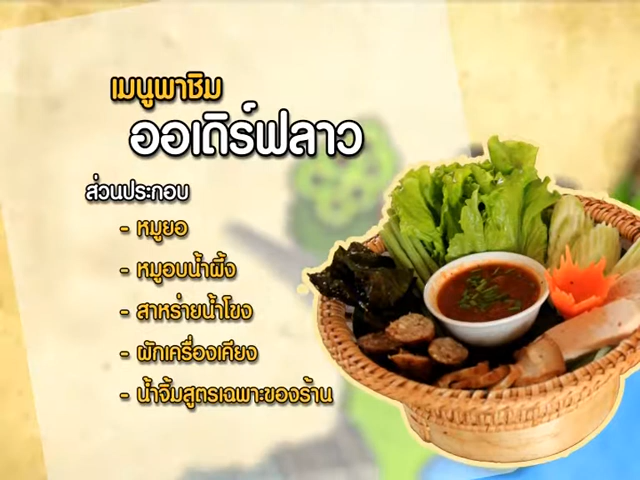 เมนูพาชิม
ออเดิร์ฟลาว
ส่วนประกอบ
- หมูยอ
- หมูอบน้ำผึ้ง
- สาหร่ายน้ำโขง
- ผักเครื่องเคียง
- น้ำจิ้มสูตรเฉพาะของร้าน